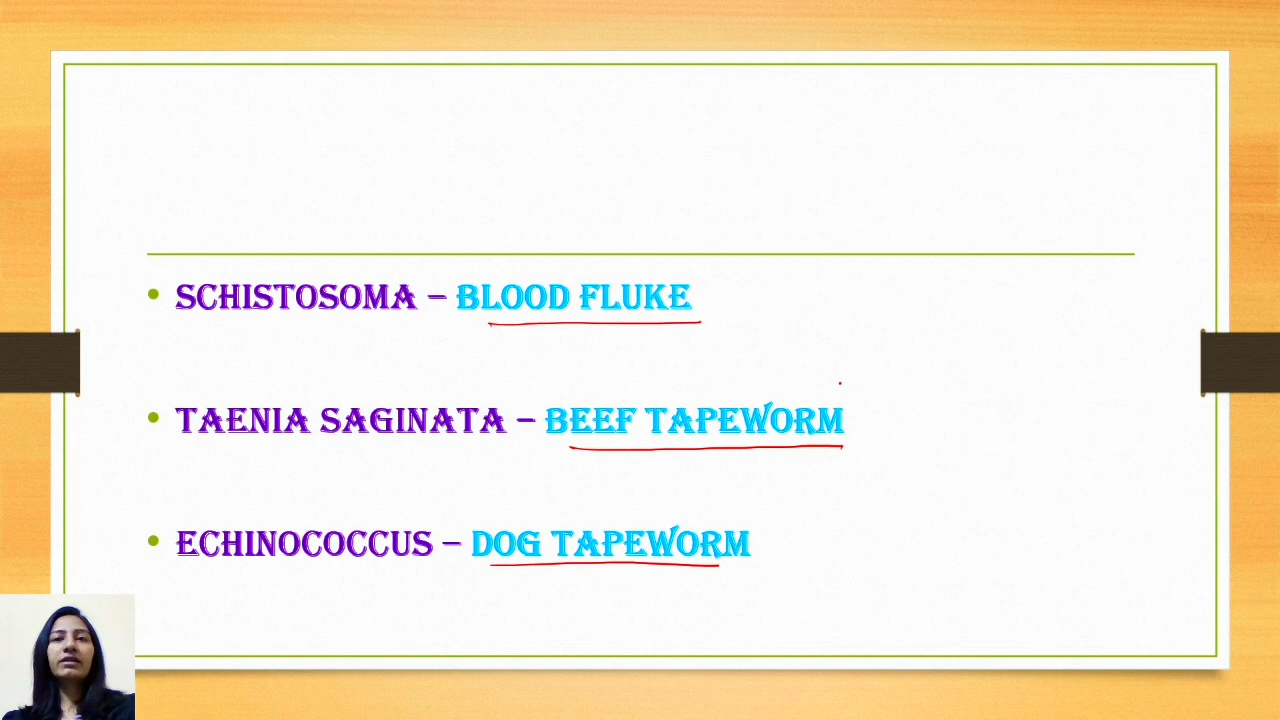 • SCHISTOSOMA – BLOOD FLUKE
• TAENIA SAGINATA – BEEF TAPEWORM
• ECHINOCOCCUS – DOG TAPEWORM